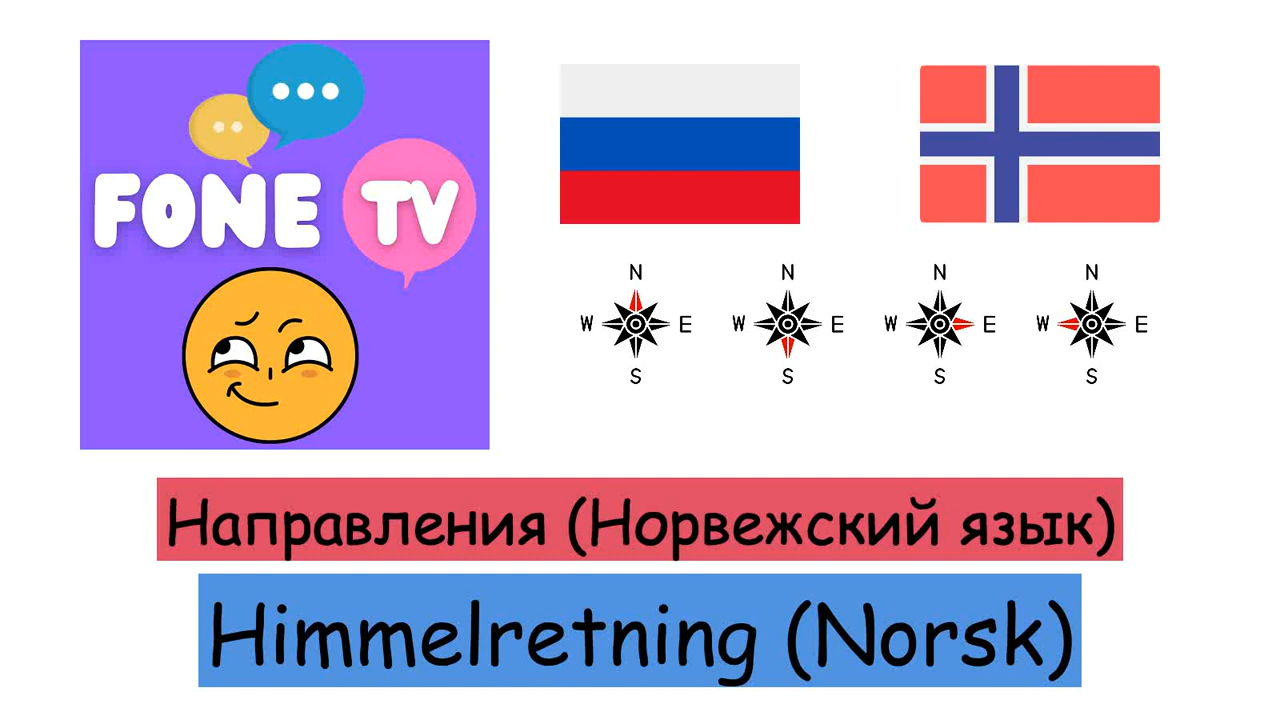 FONE TV
N N N N
W E W E W E W E
S S S S
Направления (Норвежский язык)
Himmelretning (Norsk)